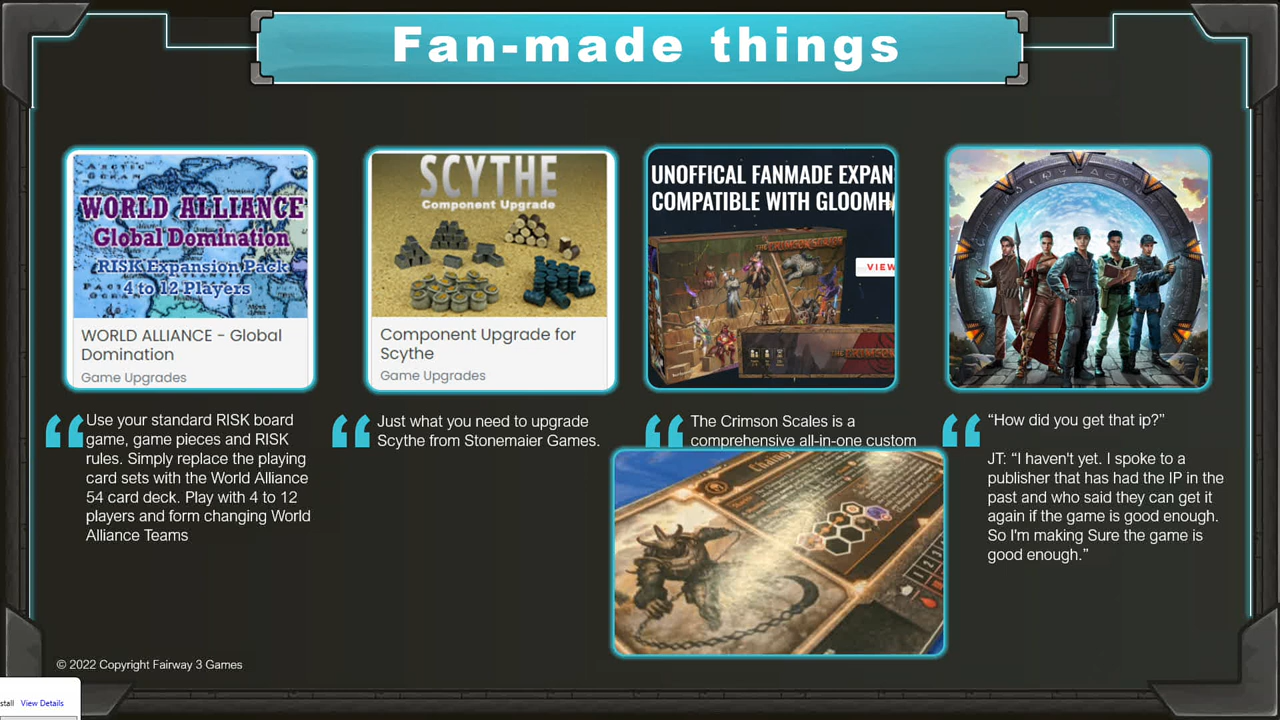 Fan-made things
WORLD ALLIANCE
Global Domination
RISK Expansion Pack
4 to 12 Players
WORLD ALLIANCE - Global
Domination
Game Upgrades
SCYTHE
Component Upgrade
Component Upgrade for
Scythe
Game Upgrades
UNOFFICAL FANMADE EXPAN
COMPATIBLE WITH GLOOMHA
VIEW
Use your standard RISK board
game, game pieces and RISK
rules. Simply replace the playing
card sets with the World Alliance
54 card deck. Play with 4 to 12
players and form changing World
Alliance Teams
Just what you need to upgrade
Scythe from Stonemaier Games.
The Crimson Scales is a
comprehensive all-in-one custom
“How did you get that ip?”
JT: “I haven't yet. I spoke to a
publisher that has had the IP in the
past and who said they can get it
again if the game is good enough.
So I'm making Sure the game is
good enough.”
© 2022 Copyright Fairway 3 Games
stall View Details